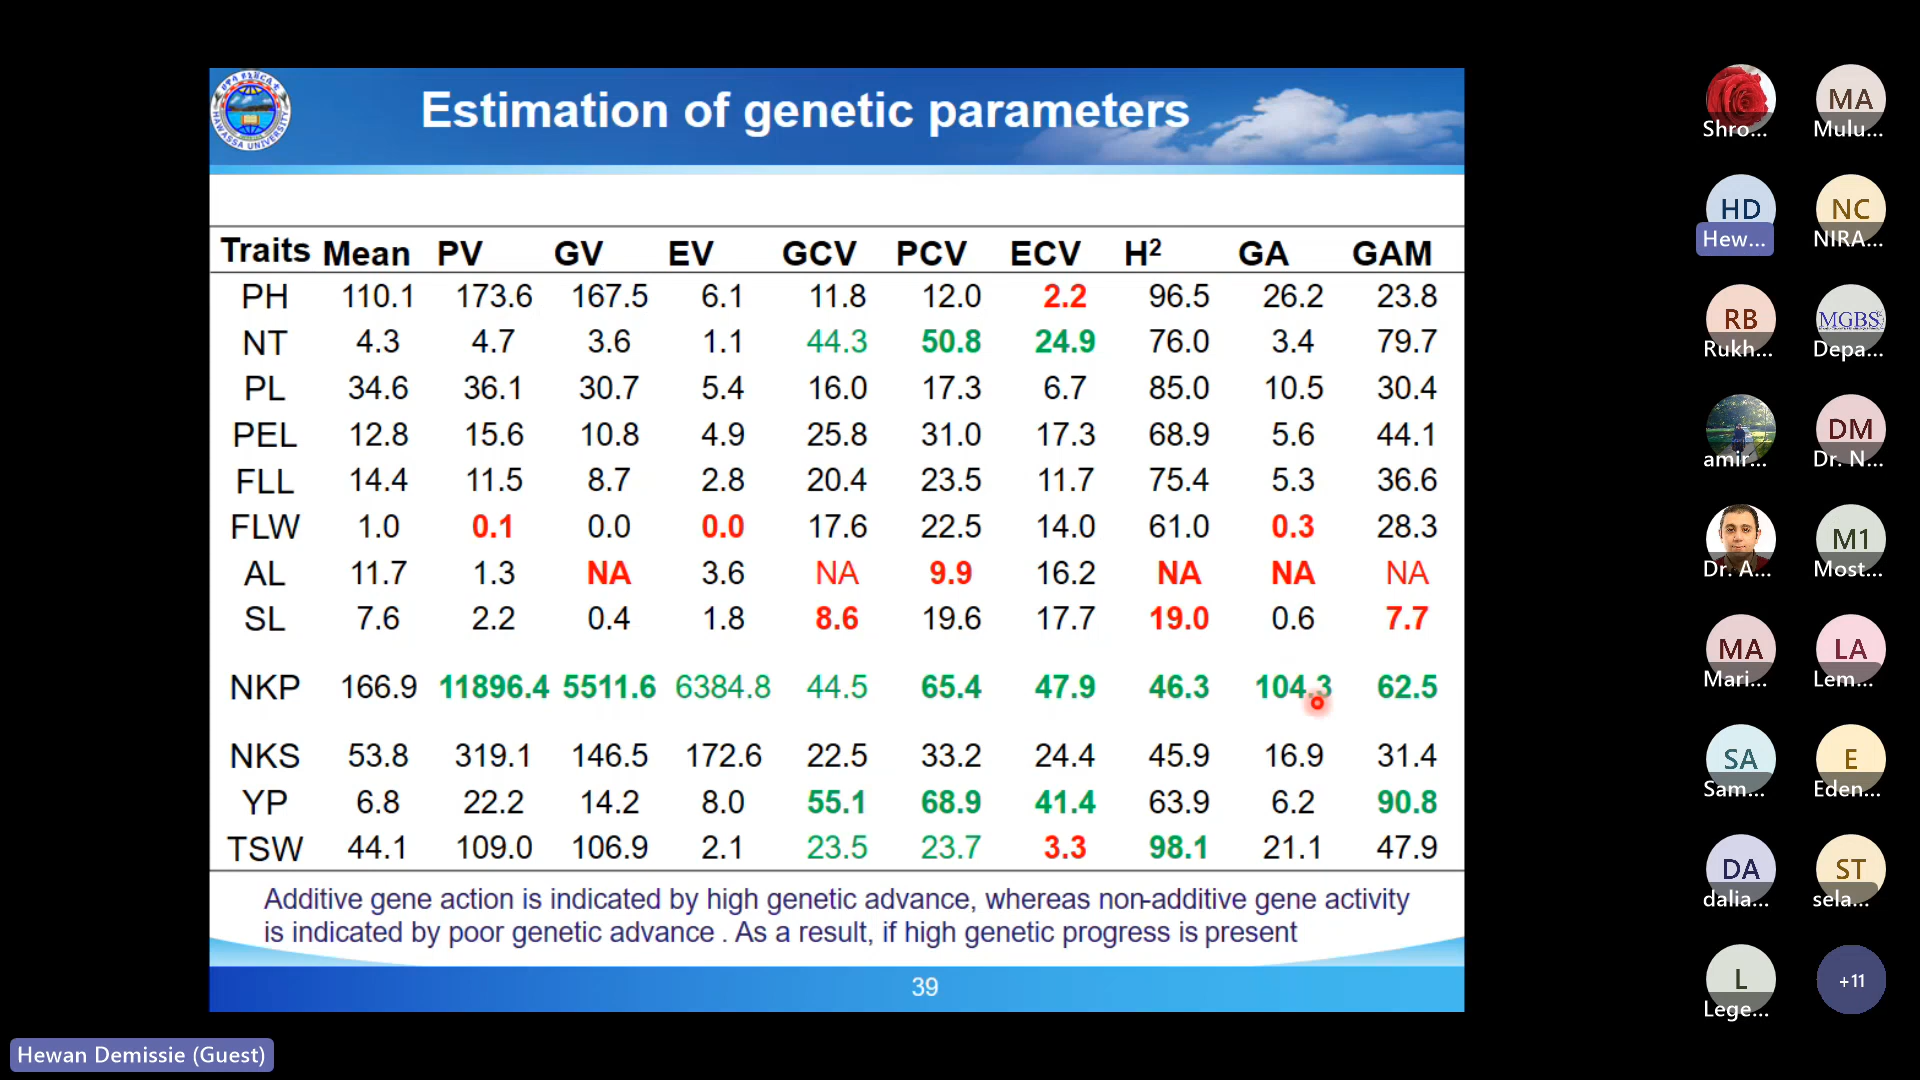 Estimation of genetic parameters
Traits Mean PV GV EV GCV PCV ECV H² GA GAM
PH 110.1 173.6 167.5 6.1 11.8 12.0 2.2 96.5 26.2 23.8
NT 4.3 4.7 3.6 1.1 44.3 50.8 24.9 76.0 3.4 79.7
PL 34.6 36.1 30.7 5.4 16.0 17.3 6.7 85.0 10.5 30.4
PEL 12.8 15.6 10.8 4.9 25.8 31.0 17.3 68.9 5.6 44.1
FLL 14.4 11.5 8.7 2.8 20.4 23.5 11.7 75.4 5.3 36.6
FLW 1.0 0.1 0.0 0.0 17.6 22.5 14.0 61.0 0.3 28.3
AL 11.7 1.3 NA 3.6 NA 9.9 16.2 NA NA NA
SL 7.6 2.2 0.4 1.8 8.6 19.6 17.7 19.0 0.6 7.7
NKP 166.9 11896.4 5511.6 6384.8 44.5 65.4 47.9 46.3 104.3 62.5
NKS 53.8 319.1 146.5 172.6 22.5 33.2 24.4 45.9 16.9 31.4
YP 6.8 22.2 14.2 8.0 55.1 68.9 41.4 63.9 6.2 90.8
TSW 44.1 109.0 106.9 2.1 23.5 23.7 3.3 98.1 21.1 47.9
Additive gene action is indicated by high genetic advance, whereas non-additive gene activity
is indicated by poor genetic advance . As a result, if high genetic progress is present
39
Hewan Demissie (Guest)
Shro...
MA
Mulu...
HD
Hew...
NC
NIRA...
RB
Rukh...
MGBS
Depa...
amir...
DM
Dr. N...
Dr. A...
M1
Most...
MA
Mari...
LA
Lem...
SA
Sam...
E
Eden...
DA
dalia...
ST
sela...
L
Lege...
+11
HAWASSA UNIVERSITY